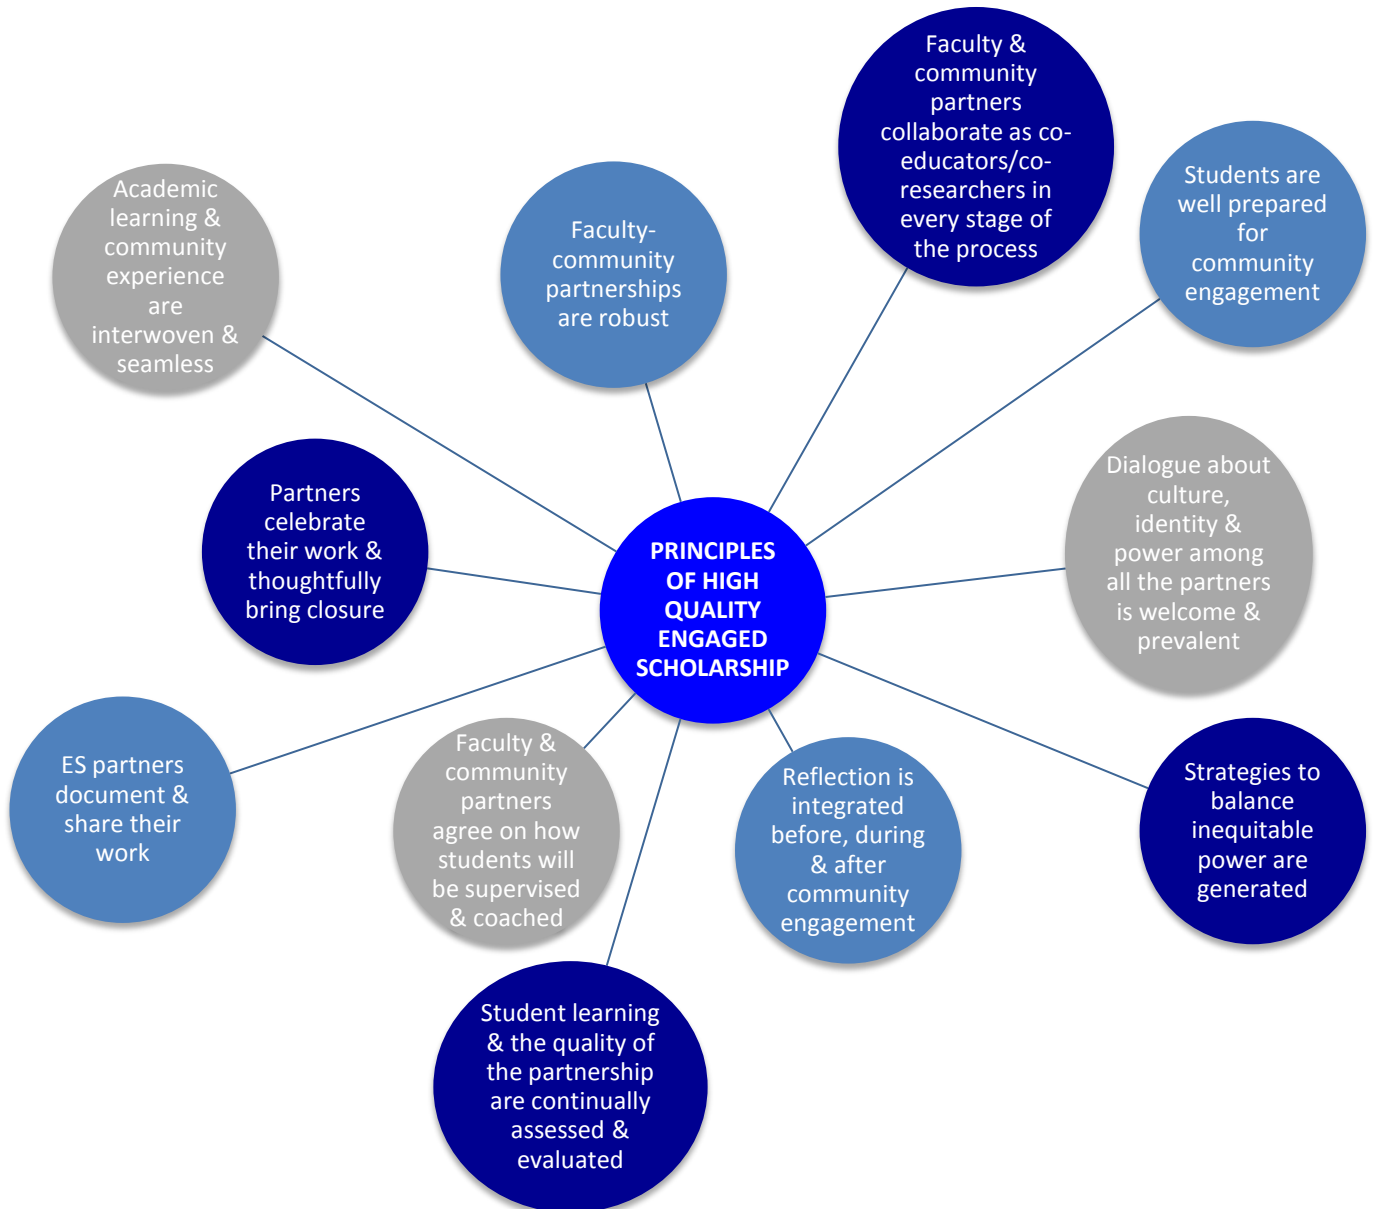 Faculty &
community
partners
collaborate as co-
educators/co-
researchers in
every stage of
the process
Students are
well prepared
for
community
engagement
Academic
learning &
community
experience
are
interwoven &
seamless
Faculty-
community
partnerships
are robust
Dialogue about
culture,
identity &
power among
all the partners
is welcome &
prevalent
Partners
celebrate
their work &
thoughtfully
bring closure
PRINCIPLES
OF HIGH
QUALITY
ENGAGED
SCHOLARSHIP
ES partners
document &
share their
work
Faculty &
community
partners
agree on how
students will
be supervised
& coached
Reflection is
integrated
before, during
& after
community
engagement
Strategies to
balance
inequitable
power are
generated
Student learning
& the quality of
the partnership
are continually
assessed &
evaluated